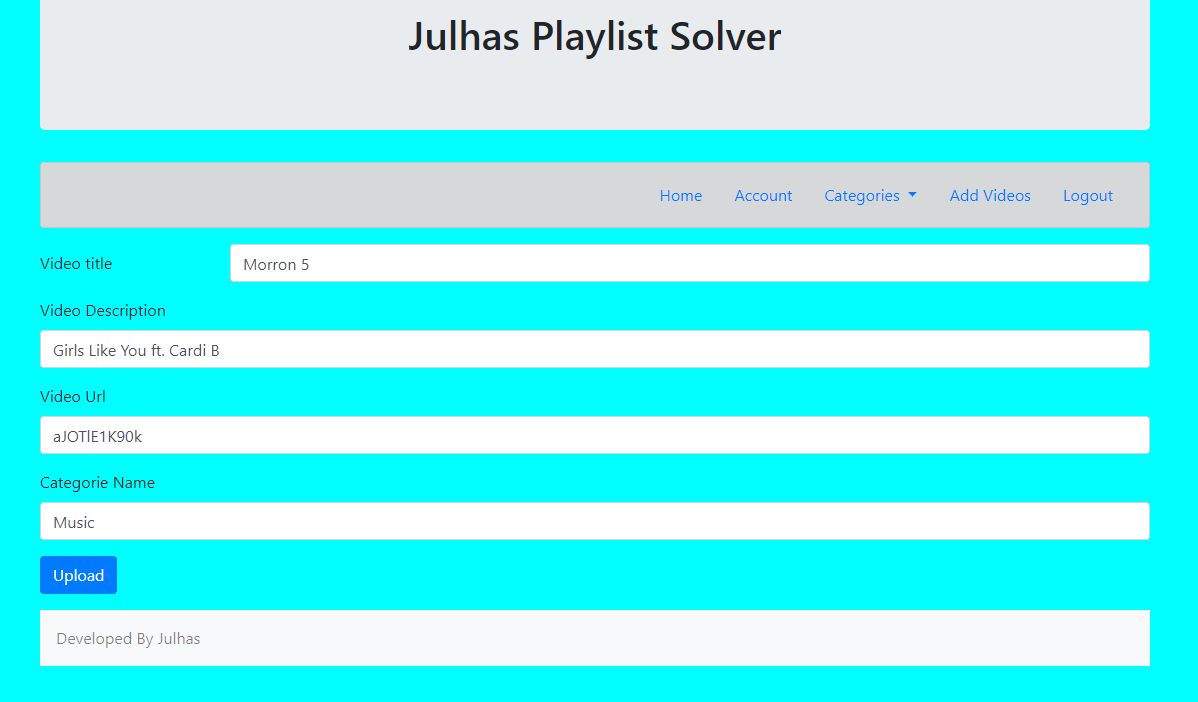 Julhas Playlist Solver
Home Account Categories Add Videos Logout
Video title Morron 5
Video Description
Girls Like You ft. Cardi B
Video Url
aJOTlE1K90k
Categorie Name
Music
Upload
Developed By Julhas